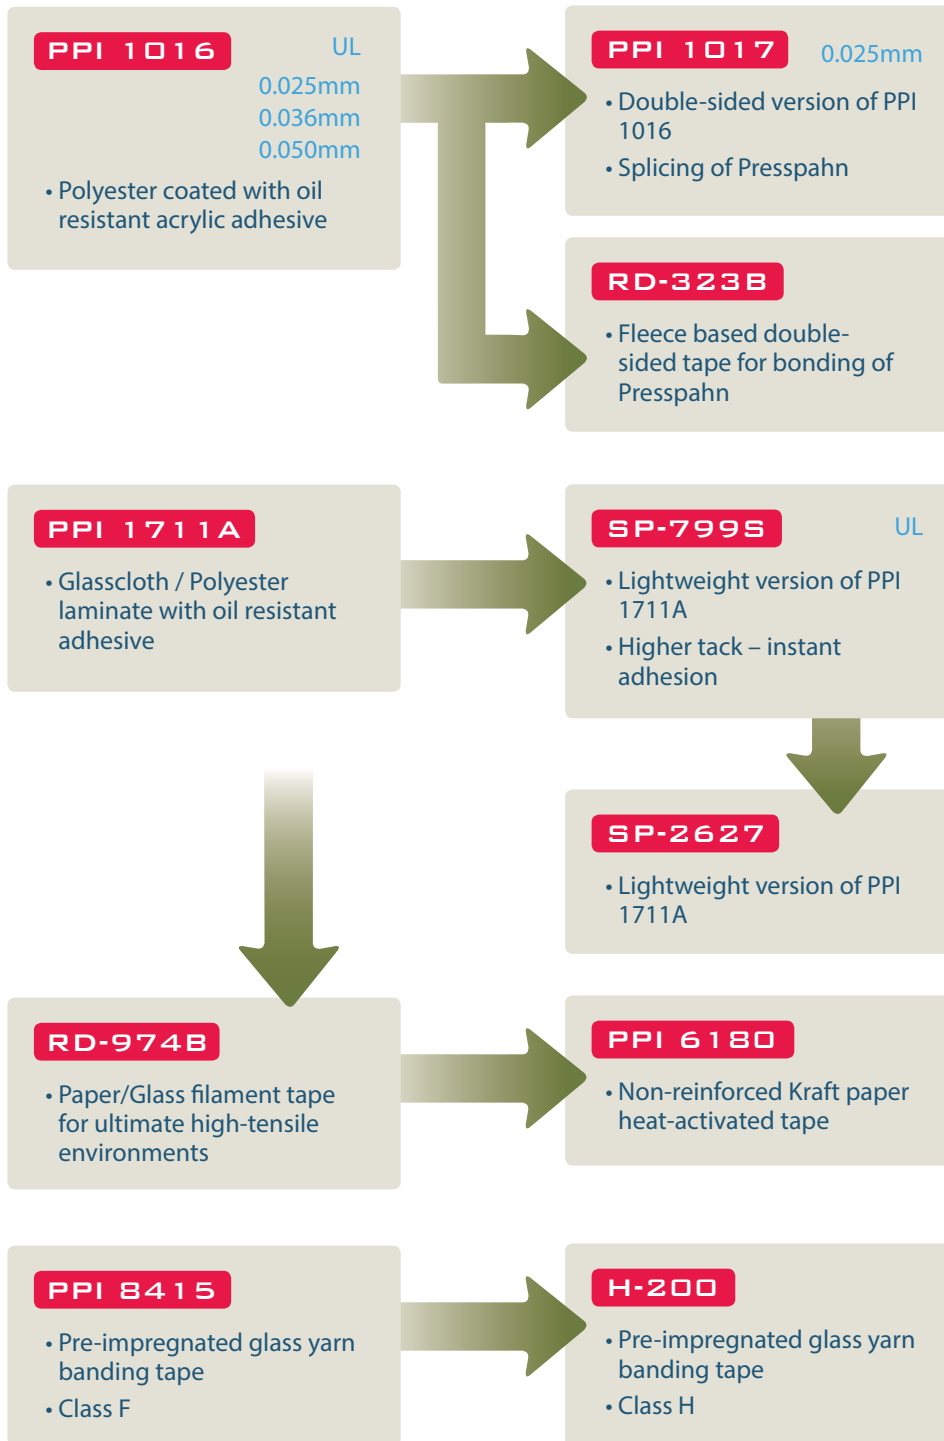 PPI 1016
UL
0.025mm
0.036mm
0.050mm
• Polyester coated with oil
resistant acrylic adhesive
PPI 1017
0.025mm
• Double-sided version of PPI
1016
• Splicing of Presspahn
RD-323B
• Fleece based double-
sided tape for bonding of
Presspahn
PPI 1711A
• Glasscloth / Polyester
laminate with oil resistant
adhesive
SP-799S
UL
• Lightweight version of PPI
1711A
• Higher tack – instant
adhesion
SP-2627
• Lightweight version of PPI
1711A
RD-974B
• Paper/Glass filament tape
for ultimate high-tensile
environments
PPI 6180
• Non-reinforced Kraft paper
heat-activated tape
PPI 8415
• Pre-impregnated glass yarn
banding tape
• Class F
H-200
• Pre-impregnated glass yarn
banding tape
• Class H